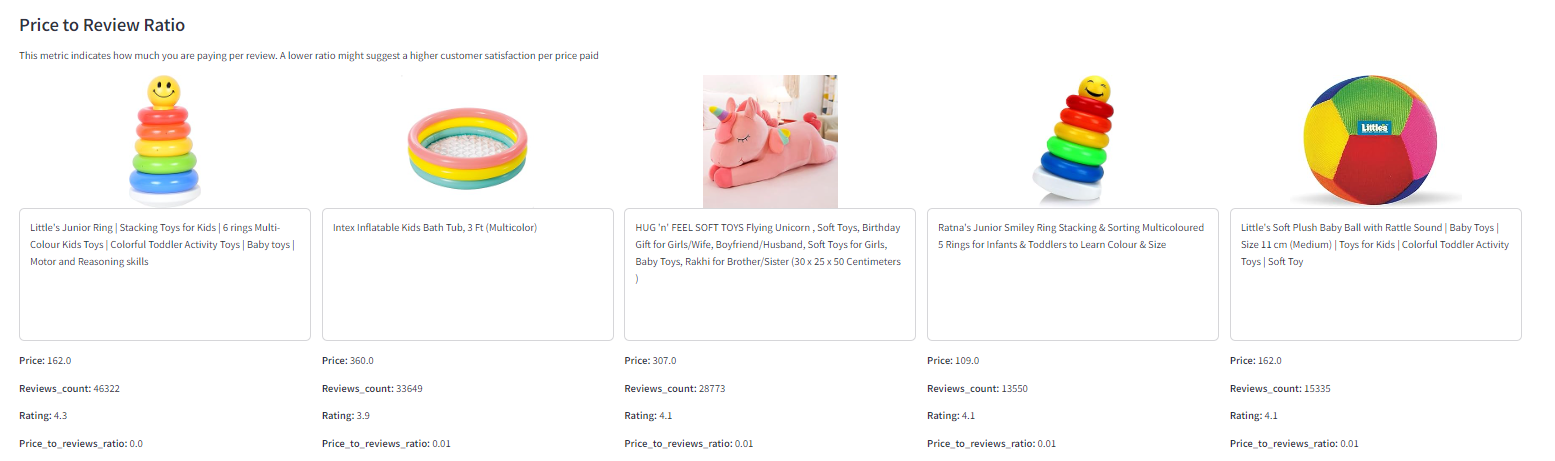 Price to Review Ratio
This metric indicates how much you are paying per review. A lower ratio might suggest a higher customer satisfaction per price paid
Little's
Little's Junior Ring | Stacking Toys for Kids | 6 rings Multi-
Colour Kids Toys | Colorful Toddler Activity Toys | Baby toys |
Motor and Reasoning skills
Intex Inflatable Kids Bath Tub, 3 Ft (Multicolor)
HUG 'n' FEEL SOFT TOYS Flying Unicorn , Soft Toys, Birthday
Gift for Girls/Wife, Boyfriend/Husband, Soft Toys for Girls,
Baby Toys, Rakhi for Brother/Sister (30 x 25 x 50 Centimeters
)
Ratna's Junior Smiley Ring Stacking & Sorting Multicoloured
5 Rings for Infants & Toddlers to Learn Colour & Size
Little's Soft Plush Baby Ball with Rattle Sound | Baby Toys |
Size 11 cm (Medium) | Toys for Kids | Colorful Toddler Activity
Toys | Soft Toy
Price: 162.0
Price: 360.0
Price: 307.0
Price: 109.0
Price: 162.0
Reviews_count: 46322
Reviews_count: 33649
Reviews_count: 28773
Reviews_count: 13550
Reviews_count: 15335
Rating: 4.3
Rating: 3.9
Rating: 4.1
Rating: 4.1
Rating: 4.1
Price_to_reviews_ratio: 0.0
Price_to_reviews_ratio: 0.01
Price_to_reviews_ratio: 0.01
Price_to_reviews_ratio: 0.01
Price_to_reviews_ratio: 0.01